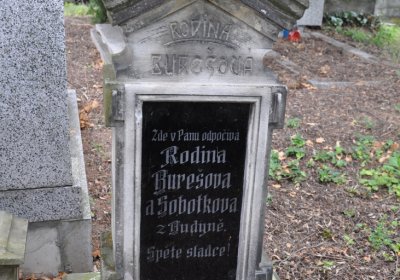 RODINA
BUREŠOVA
Zde v Pánu odpočívá
Rodina
Burešova
a Sobotkova
z Budyně.
Spěte sladce!